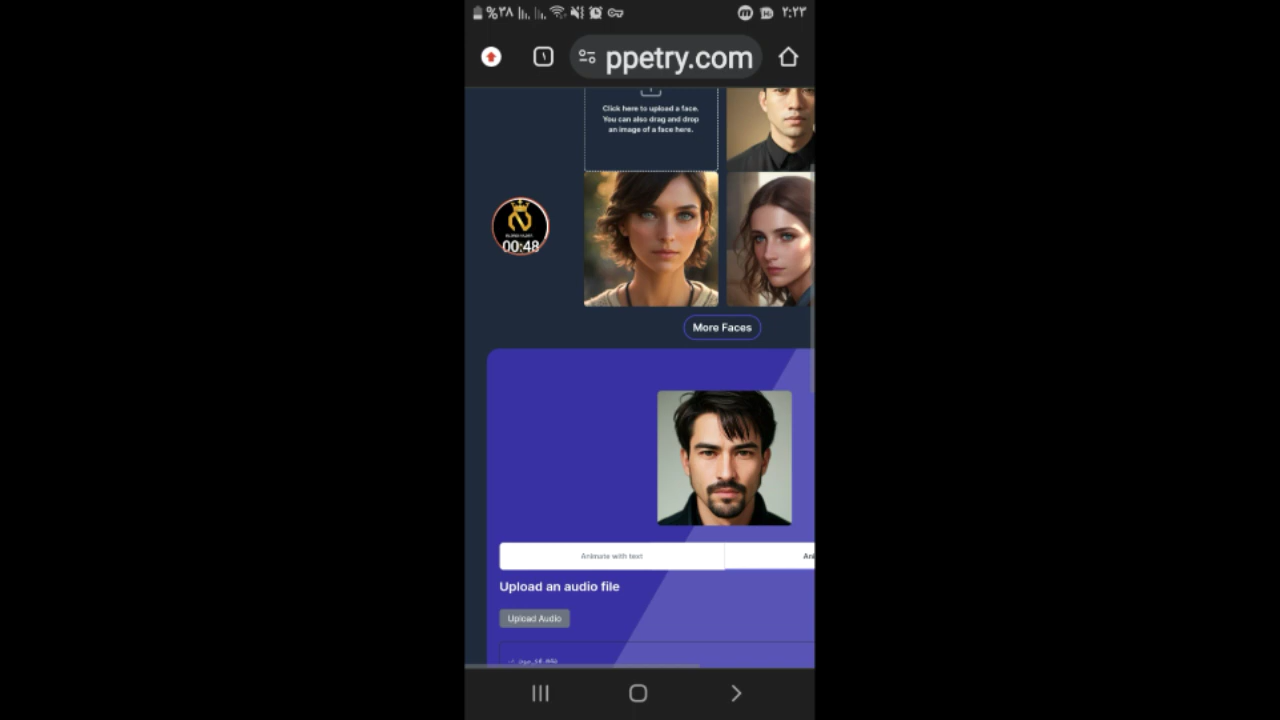 %٣٨
٢:٢٣
ppetry.com
Click here to upload a face.
You can also drag and drop
an image of a face here.
00:48
More Faces
Animate with text
Ani
Upload an audio file
Upload Audio